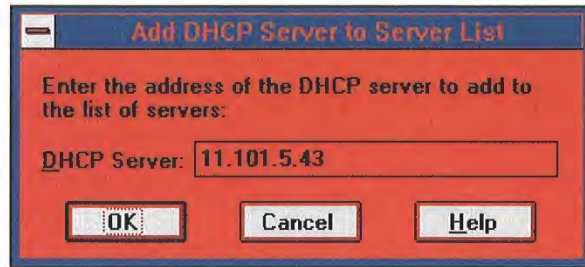 Add DHCP Server to Server List
Enter the address of the DHCP server to add to
the list of servers:
DHCP Server: 11.101.5.43
OK Cancel Help